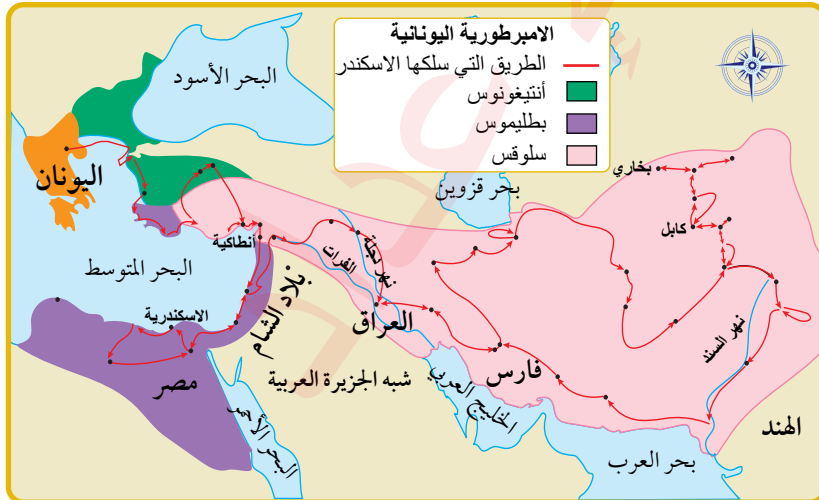 الامبرطورية اليونانية
الطريق التي سلكها الاسكندر
أنتيغونوس
بطليموس
سلوقس
البحر الأسود
اليونان
بحر قزوين
بخاري
كابل
أنطاكية
نهر دجلة
الفرات
البحر المتوسط
بلاد الشام
العراق
الاسكندرية
نهر السند
فارس
مصر
شبه الجزيرة العربية
الخليج العربي
البحر الأحمر
الهند
بحر العرب